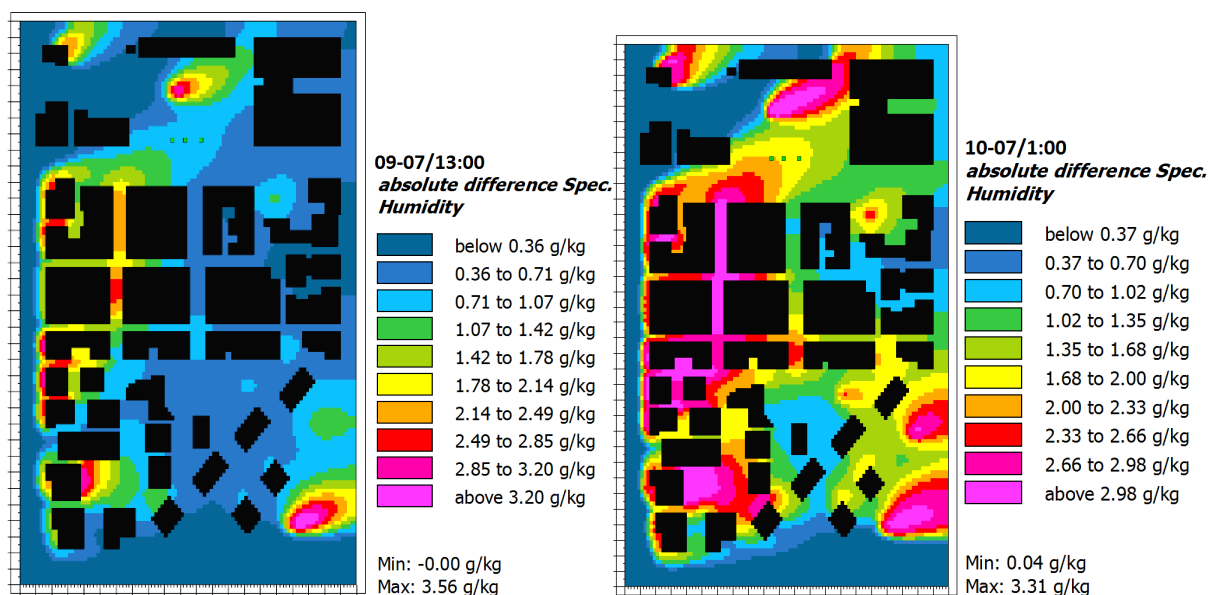 09-07/13:00
absolute difference Spec.
Humidity
below 0.36 g/kg
0.36 to 0.71 g/kg
0.71 to 1.07 g/kg
1.07 to 1.42 g/kg
1.42 to 1.78 g/kg
1.78 to 2.14 g/kg
2.14 to 2.49 g/kg
2.49 to 2.85 g/kg
2.85 to 3.20 g/kg
above 3.20 g/kg
Min: -0.00 g/kg
Max: 3.56 g/kg
10-07/1:00
absolute difference Spec.
Humidity
below 0.37 g/kg
0.37 to 0.70 g/kg
0.70 to 1.02 g/kg
1.02 to 1.35 g/kg
1.35 to 1.68 g/kg
1.68 to 2.00 g/kg
2.00 to 2.33 g/kg
2.33 to 2.66 g/kg
2.66 to 2.98 g/kg
above 2.98 g/kg
Min: 0.04 g/kg
Max: 3.31 g/kg